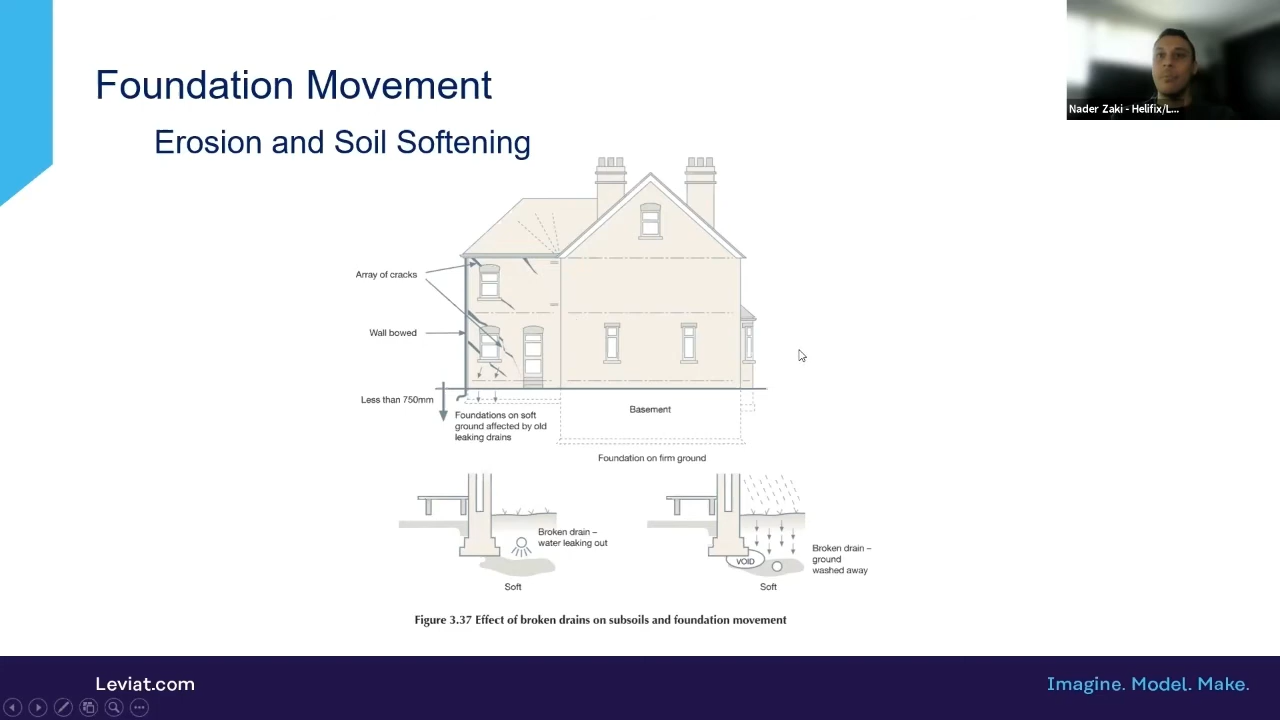 Foundation Movement
Erosion and Soil Softening
Nader Zaki - Helifix/L...
Array of cracks
Wall bowed
Less than 750mm
Foundations on soft
ground affected by old
leaking drains
Basement
Foundation on firm ground
Broken drain –
water leaking out
Soft
VOID
Broken drain –
ground
washed away
Soft
Figure 3.37 Effect of broken drains on subsoils and foundation movement
Leviat.com
Imagine. Model. Make.